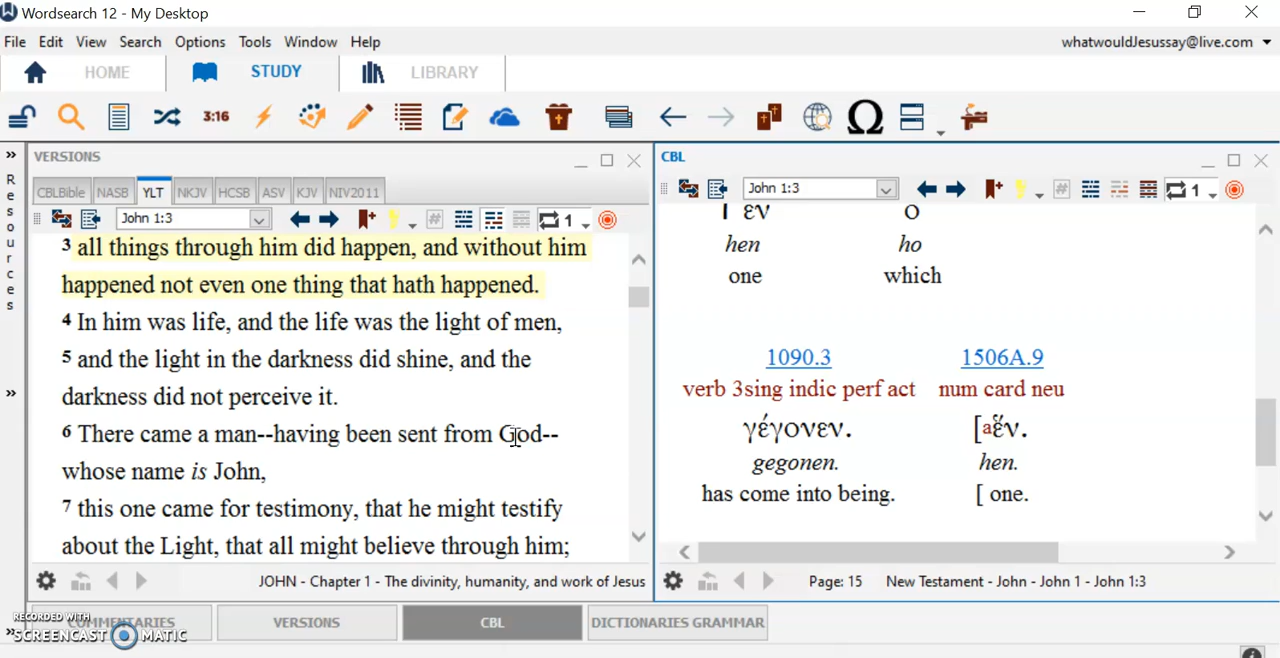 Wordsearch 12 - My Desktop
File Edit View Search Options Tools Window Help
whatwouldJesussay@live.com
HOME STUDY LIBRARY
3:16
Ω
Resources
VERSIONS
CBLBible NASB YLT NKJV HCSB ASV KJV NIV2011
John 1:3
# 1
3 all things through him did happen, and without him
happened not even one thing that hath happened.
4 In him was life, and the life was the light of men,
5 and the light in the darkness did shine, and the
darkness did not perceive it.
6 There came a man--having been sent from God--
whose name is John,
7 this one came for testimony, that he might testify
about the Light, that all might believe through him;
JOHN - Chapter 1 - The divinity, humanity, and work of Jesus
CBL
John 1:3
# 1
ἓν ὃ
hen ho
one which
1090.3 1506A.9
verb 3sing indic perf act num card neu
γέγονεν. [aἕν.
gegonen. hen.
has come into being. [ one.
Page: 15 New Testament - John - John 1 - John 1:3
COMMENTARIES VERSIONS CBL DICTIONARIES GRAMMAR
RECORDED WITH
SCREENCAST MATIC